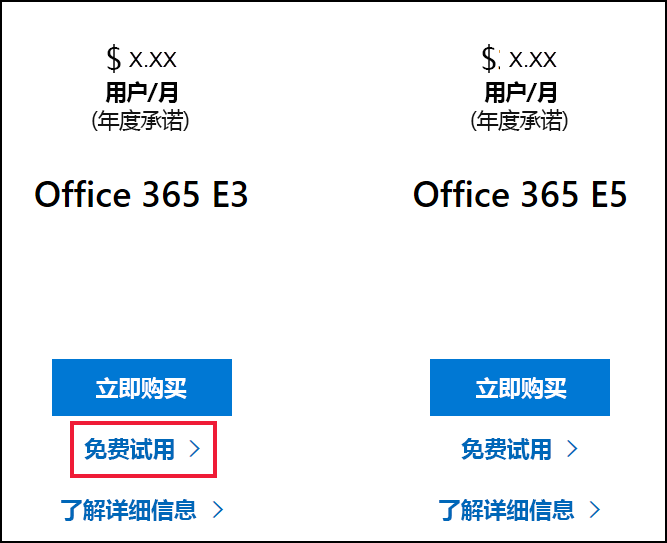 $ X.XX
用户/月
(年度承诺)
Office 365 E3
立即购买
免费试用 >
了解详细信息 >
$ X.XX
用户/月
(年度承诺)
Office 365 E5
立即购买
免费试用 >
了解详细信息 >